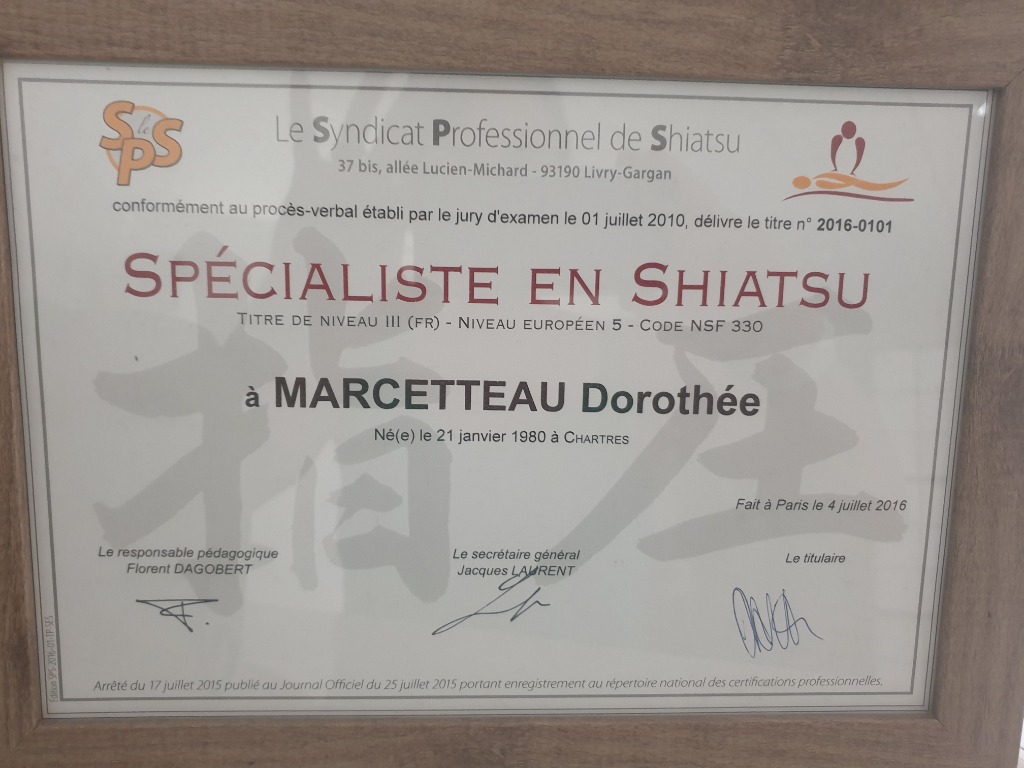 le SPS
Le Syndicat Professionnel de Shiatsu
37 bis, allée Lucien-Michard - 93190 Livry-Gargan
conformément au procès-verbal établi par le jury d'examen le 01 juillet 2010, délivre le titre n° 2016-0101
SPÉCIALISTE EN SHIATSU
TITRE DE NIVEAU III (FR) - NIVEAU EUROPÉEN 5 - CODE NSF 330
指圧
à MARCETTEAU Dorothée
Né(e) le 21 janvier 1980 à CHARTRES
Fait à Paris le 4 juillet 2016
Le responsable pédagogique
Florent DAGOBERT
Le secrétaire général
Jacques LAURENT
Le titulaire
Arrêté du 17 juillet 2015 publié au Journal Officiel du 25 juillet 2015 portant enregistrement au répertoire national des certifications professionnelles.